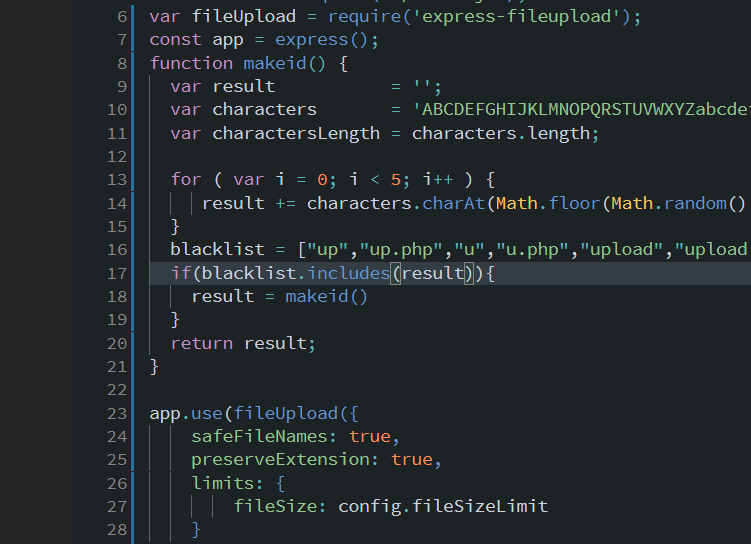 6 var fileUpload = require('express-fileupload');
7 const app = express();
8 function makeid() {
9 var result = '';
10 var characters = 'ABCDEFGHIJKLMNOPQRSTUVWXYZabcde
11 var charactersLength = characters.length;
12
13 for ( var i = 0; i < 5; i++ ) {
14 result += characters.charAt(Math.floor(Math.random()
15 }
16 blacklist = ["up","up.php","u","u.php","upload","upload
17 if(blacklist.includes(result)){
18 result = makeid()
19 }
20 return result;
21 }
22
23 app.use(fileUpload({
24 safeFileNames: true,
25 preserveExtension: true,
26 limits: {
27 fileSize: config.fileSizeLimit
28 }